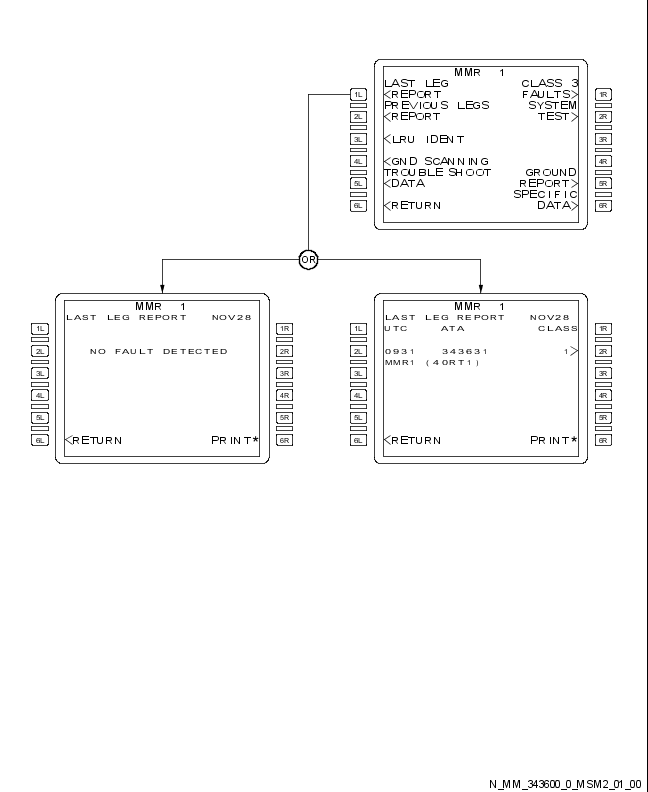 MMR 1
LAST LEG CLASS 3
1L <REPORT FAULTS> 1R
PREVIOUS LEGS SYSTEM
2L <REPORT TEST> 2R
3L <LRU IDENT 3R
4L <GND SCANNING 4R
TROUBLE SHOOT GROUND
5L <DATA REPORT> 5R
SPECIFIC
6L <RETURN DATA> 6R
OR
MMR 1
LAST LEG REPORT NOV28
1L 1R
2L NO FAULT DETECTED 2R
3L 3R
4L 4R
5L 5R
6L <RETURN PRINT* 6R
MMR 1
LAST LEG REPORT NOV28
1L UTC ATA CLASS 1R
2L 0931 343631 1> 2R
MMR1 (40RT1)
3L 3R
4L 4R
5L 5R
6L <RETURN PRINT* 6R
N_MM_343600_0_MSM2_01_00